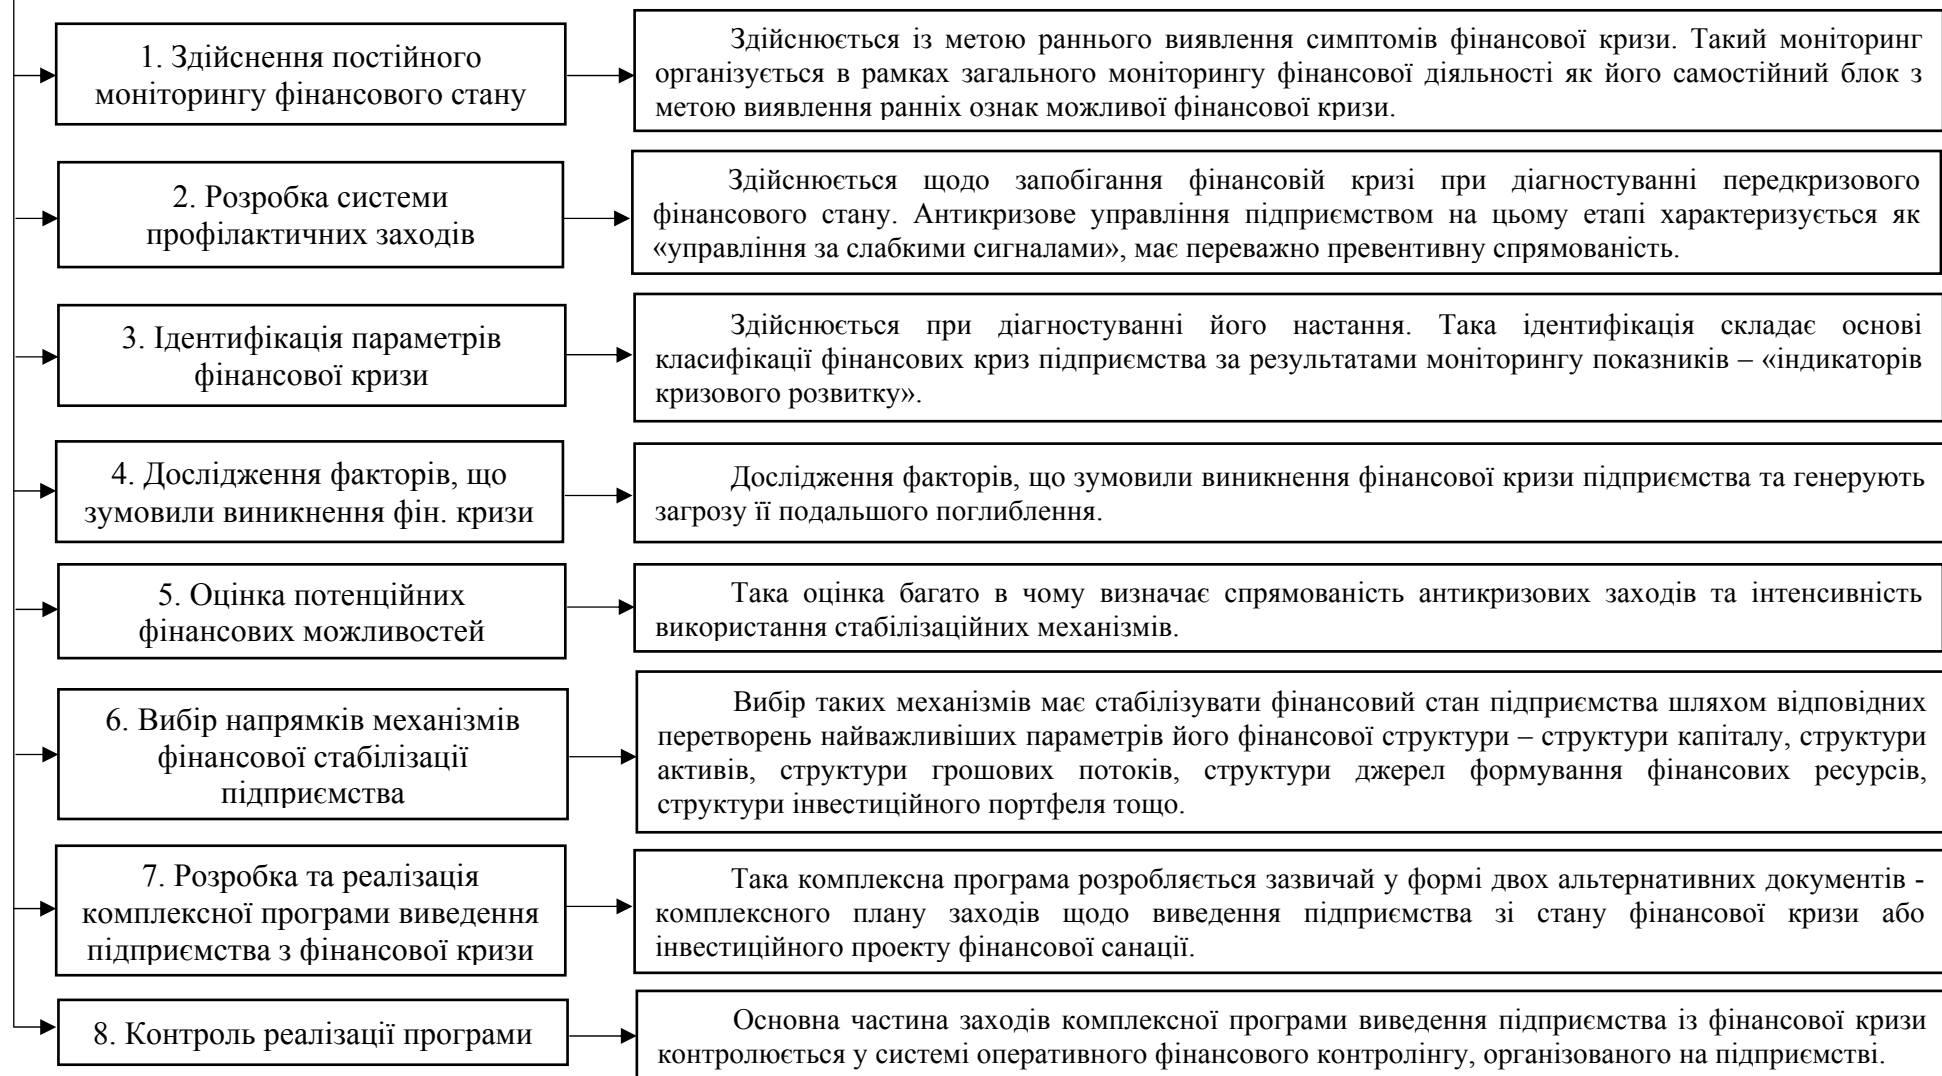 1. Здійснення постійного
моніторингу фінансового стану
Здійснюється із метою раннього виявлення симптомів фінансової кризи. Такий моніторинг
організується в рамках загального моніторингу фінансової діяльності як його самостійний блок з
метою виявлення ранніх ознак можливої фінансової кризи.
2. Розробка системи
профілактичних заходів
Здійснюється щодо запобігання фінансовій кризі при діагностуванні передкризового
фінансового стану. Антикризове управління підприємством на цьому етапі характеризується як
«управління за слабкими сигналами», має переважно превентивну спрямованість.
3. Ідентифікація параметрів
фінансової кризи
Здійснюється при діагностуванні його настання. Така ідентифікація складає основі
класифікації фінансових криз підприємства за результатами моніторингу показників – «індикаторів
кризового розвитку».
4. Дослідження факторів, що
зумовили виникнення фін. кризи
Дослідження факторів, що зумовили виникнення фінансової кризи підприємства та генерують
загрозу її подальшого поглиблення.
5. Оцінка потенційних
фінансових можливостей
Така оцінка багато в чому визначає спрямованість антикризових заходів та інтенсивність
використання стабілізаційних механізмів.
6. Вибір напрямків механізмів
фінансової стабілізації
підприємства
Вибір таких механізмів має стабілізувати фінансовий стан підприємства шляхом відповідних
перетворень найважливіших параметрів його фінансової структури – структури капіталу, структури
активів, структури грошових потоків, структури джерел формування фінансових ресурсів,
структури інвестиційного портфеля тощо.
7. Розробка та реалізація
комплексної програми виведення
підприємства з фінансової кризи
Така комплексна програма розробляється зазвичай у формі двох альтернативних документів -
комплексного плану заходів щодо виведення підприємства зі стану фінансової кризи або
інвестиційного проекту фінансової санації.
8. Контроль реалізації програми
Основна частина заходів комплексної програми виведення підприємства із фінансової кризи
контролюється у системі оперативного фінансового контролінгу, організованого на підприємстві.